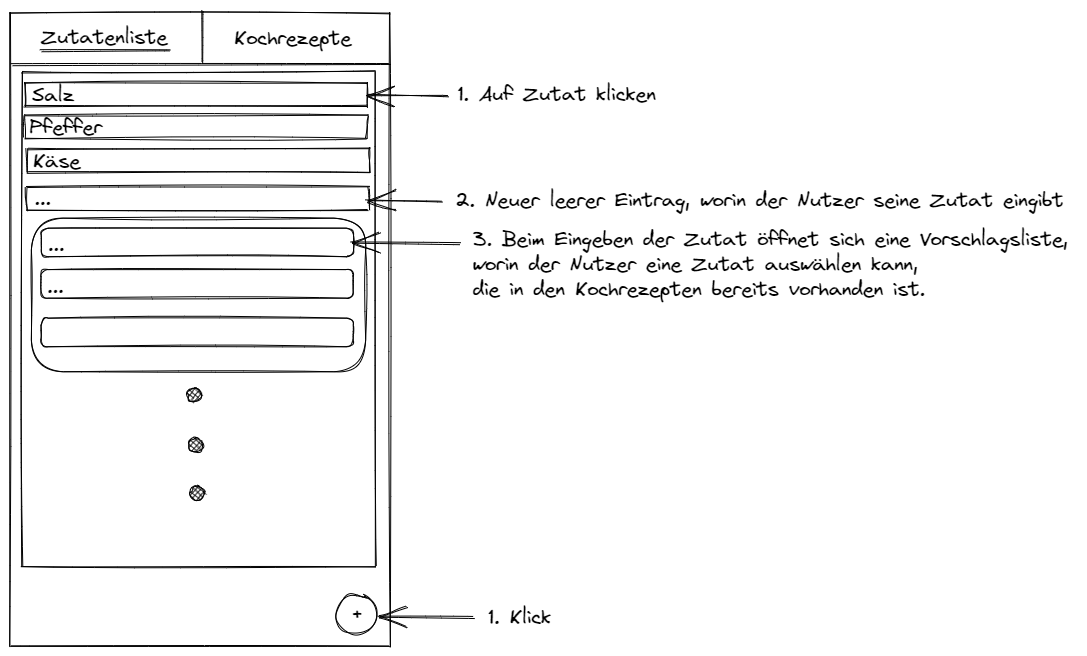 Zutatenliste
Kochrezepte
Salz
1. Auf Zutat klicken
Pfeffer
Käse
...
2. Neuer leerer Eintrag, worin der Nutzer seine Zutat eingibt
...
3. Beim Eingeben der Zutat öffnet sich eine Vorschlagsliste,
worin der Nutzer eine Zutat auswählen kann,
die in den Kochrezepten bereits vorhanden ist.
...
+
1. Klick